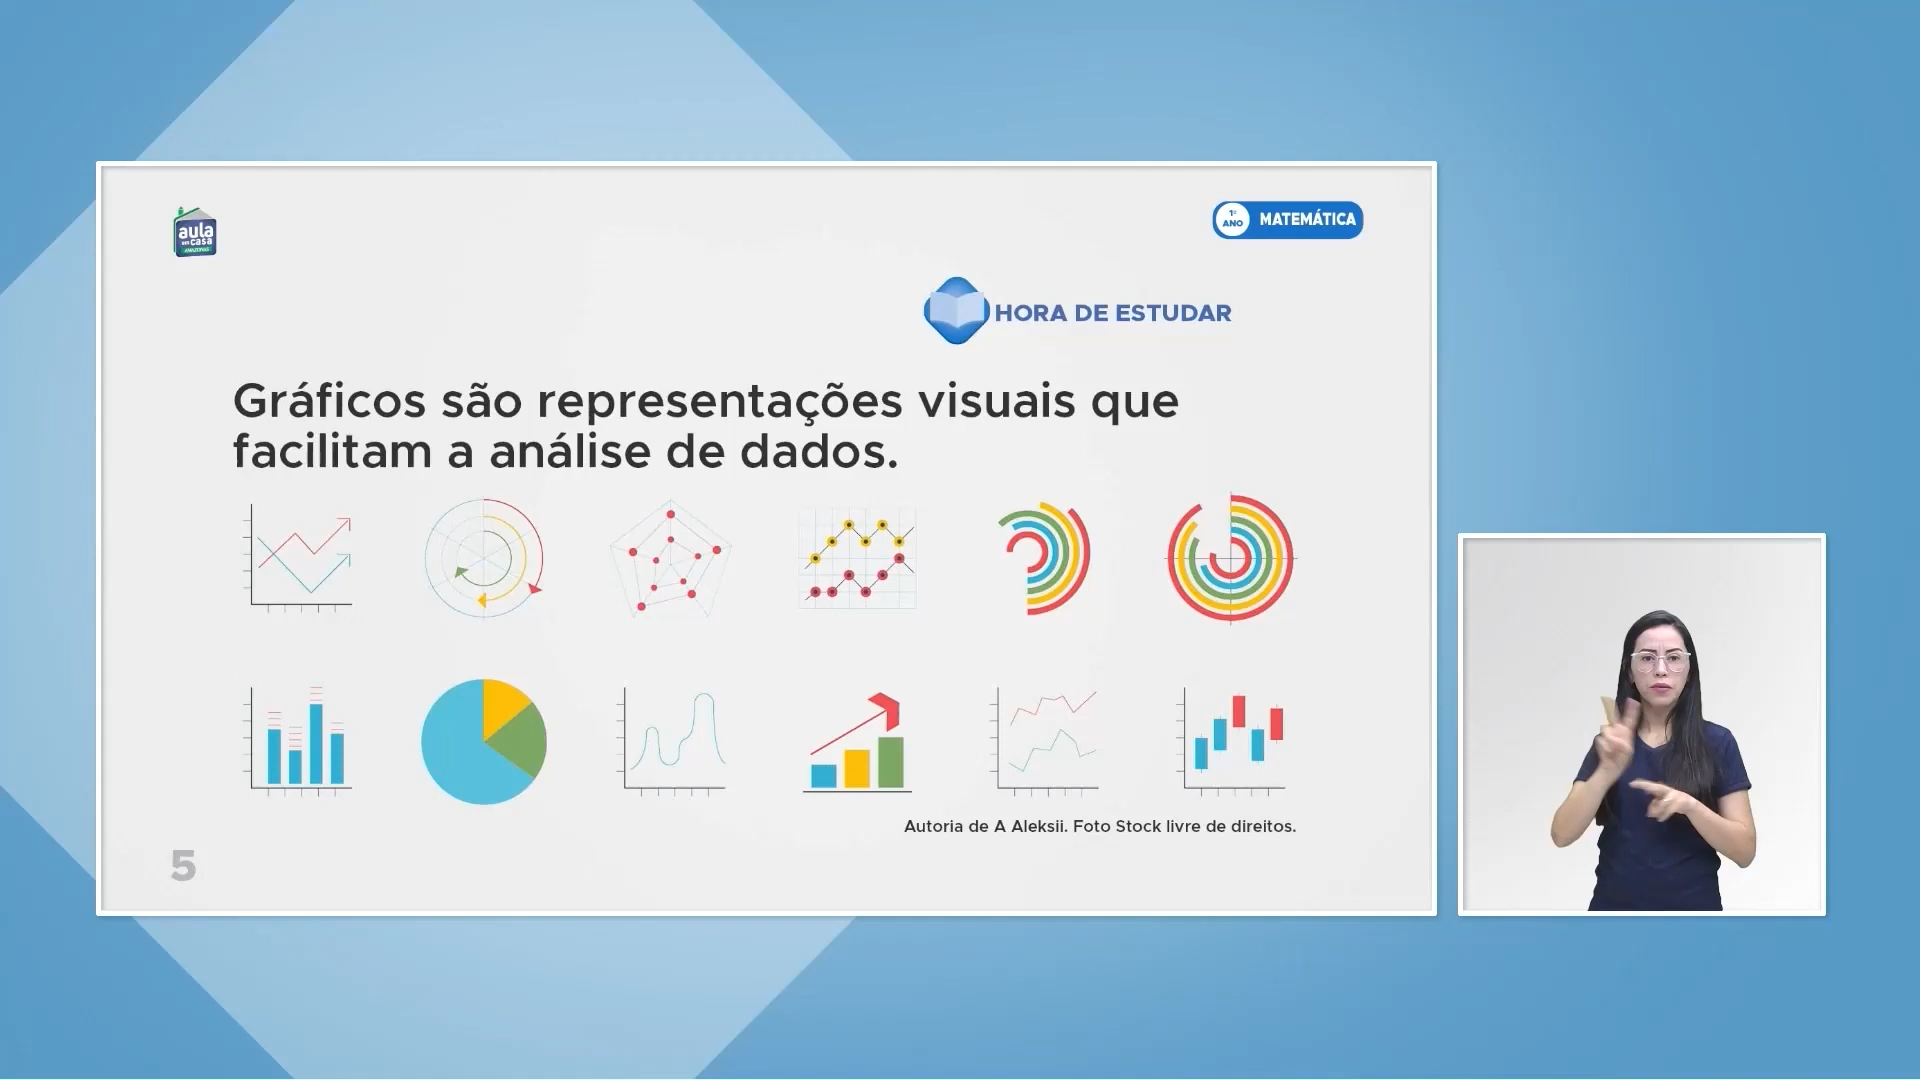 aula
em casa
AMAZONAS
1º
ANO
MATEMÁTICA
HORA DE ESTUDAR
Gráficos são representações visuais que
facilitam a análise de dados.
Autoria de A Aleksii. Foto Stock livre de direitos.
5